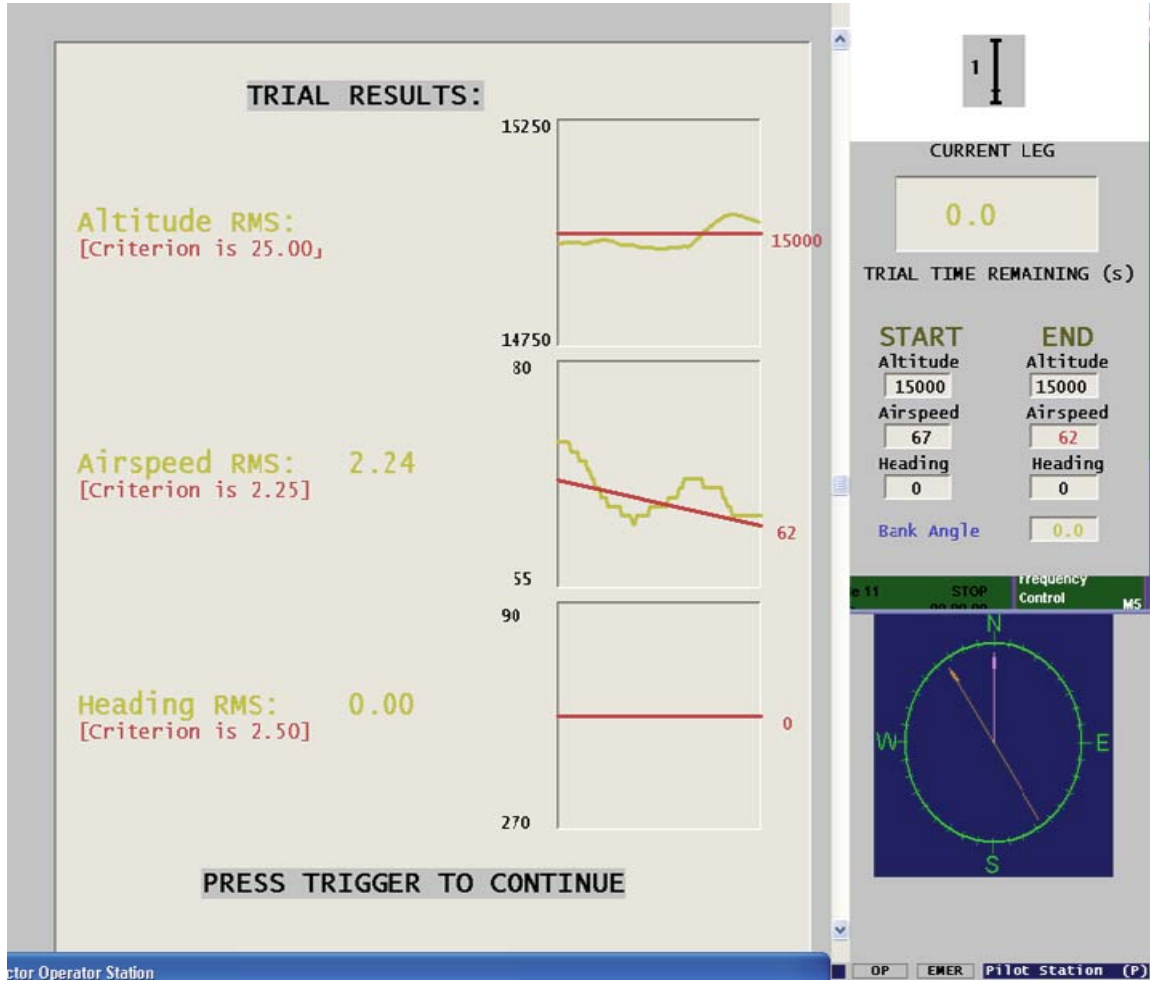 TRIAL RESULTS:
15250
Altitude RMS:
[Criterion is 25.00]
15000
14750
80
Airspeed RMS: 2.24
[Criterion is 2.25]
62
55
90
Heading RMS: 0.00
[Criterion is 2.50]
0
270
PRESS TRIGGER TO CONTINUE
ctor Operator Station
1
CURRENT LEG
0.0
TRIAL TIME REMAINING (s)
START END
Altitude Altitude
15000 15000
Airspeed Airspeed
67 62
Heading Heading
0 0
Bank Angle 0.0
e 11 STOP Frequency
Control M5
N
W E
S
OP EMER Pilot Station (P)